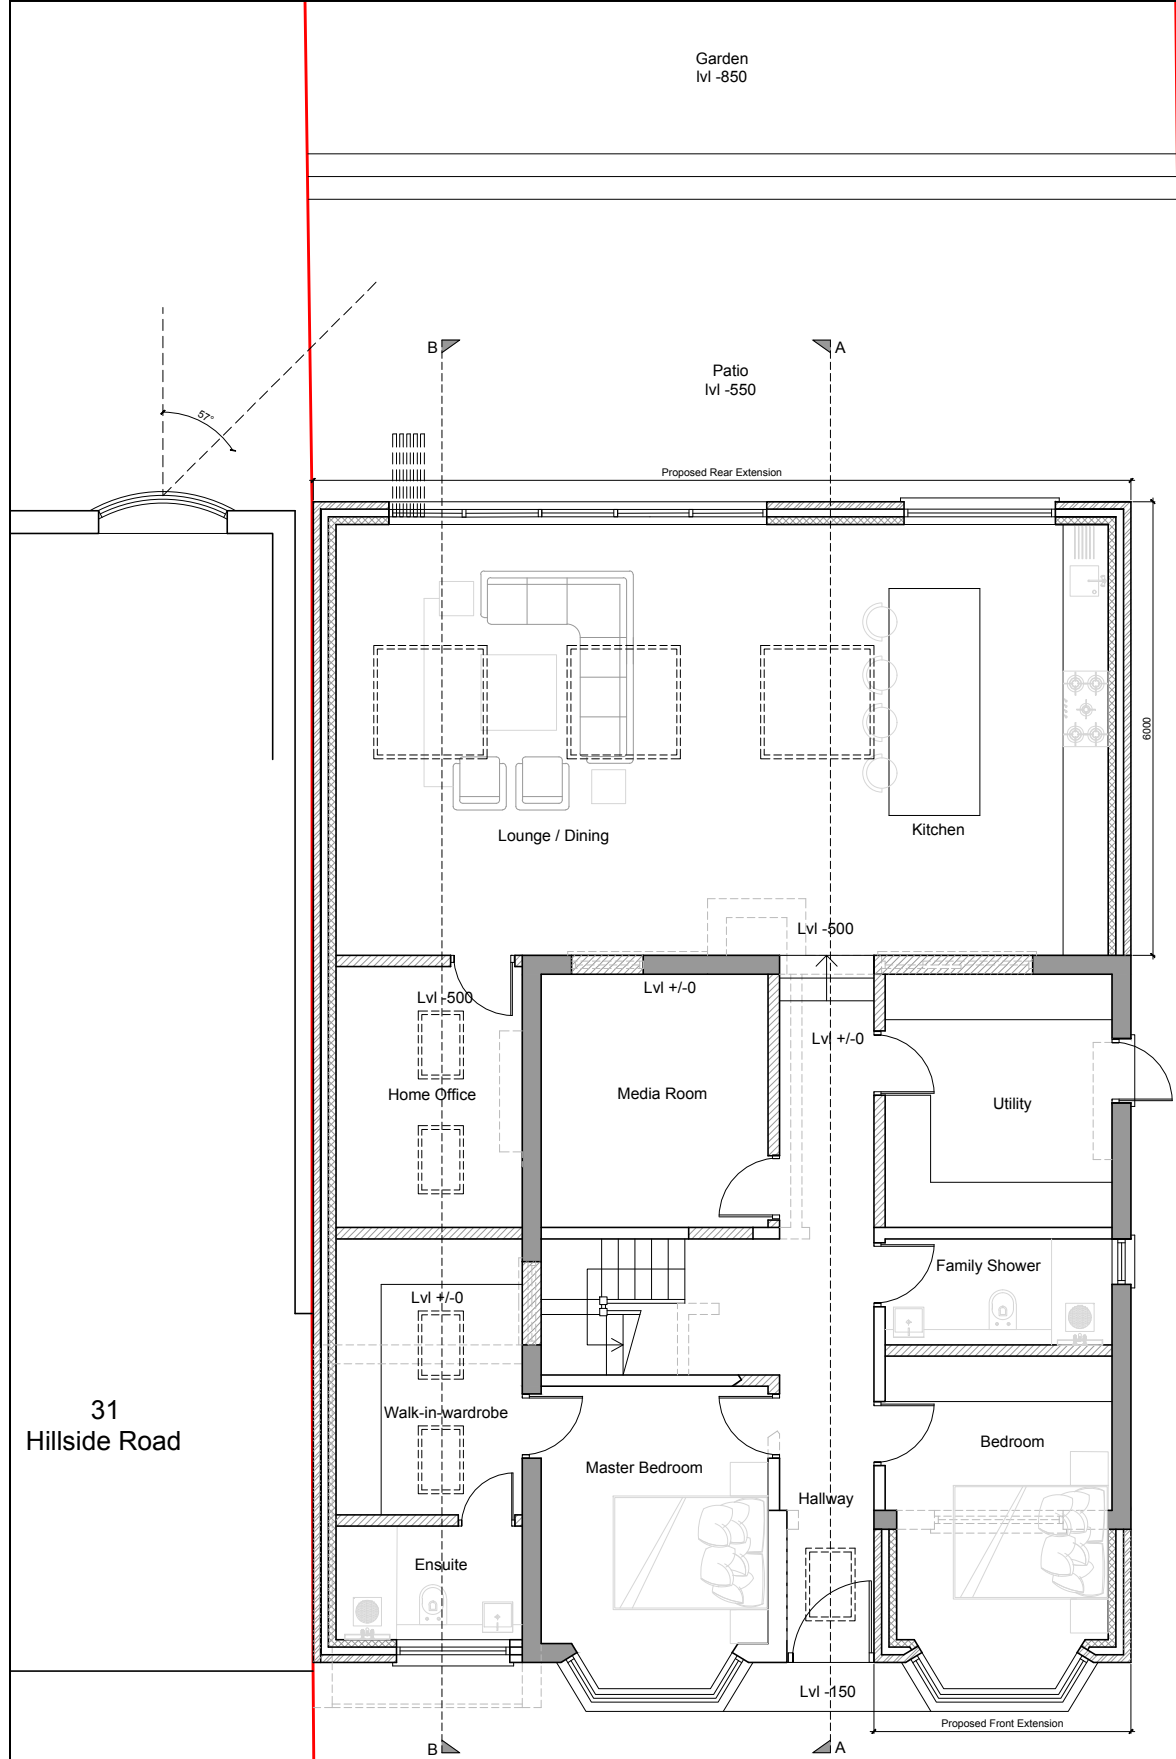 Garden
lvl -850
B
A
Patio
lvl -550
57°
Proposed Rear Extension
6000
Lounge / Dining
Kitchen
Lvl -500
Lvl -500
Lvl +/-0
Lvl +/-0
Home Office
Media Room
Utility
Family Shower
Lvl +/-0
31
Hillside Road
Walk-in-wardrobe
Master Bedroom
Bedroom
Hallway
Ensuite
Lvl -150
Proposed Front Extension
B
A